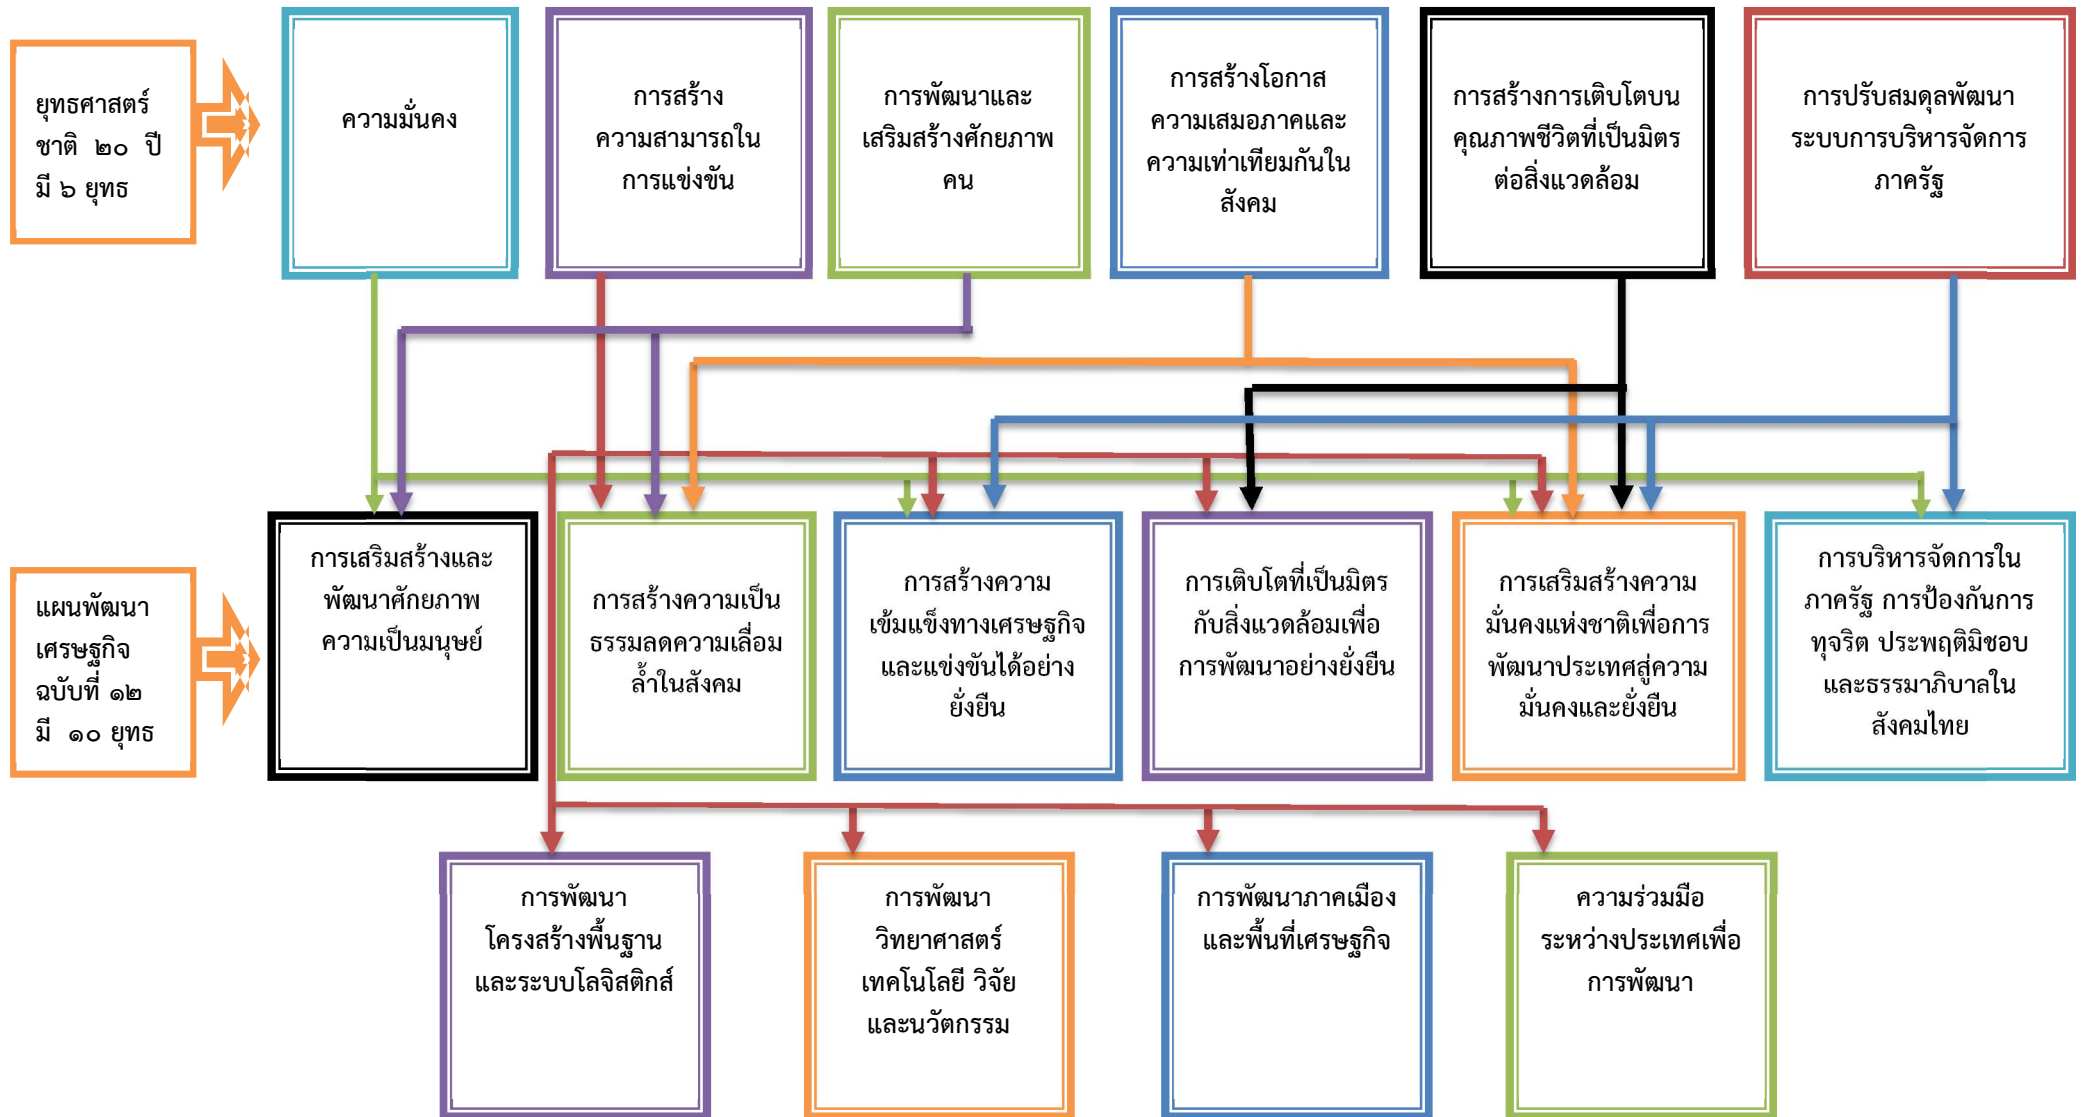 ยุทธศาสตร์
ชาติ ๒๐ ปี
มี ๖ ยุทธ
ความมั่นคง
การสร้าง
ความสามารถใน
การแข่งขัน
การพัฒนาและ
เสริมสร้างศักยภาพ
คน
การสร้างโอกาส
ความเสมอภาคและ
ความเท่าเทียมกันใน
สังคม
การสร้างการเติบโตบน
คุณภาพชีวิตที่เป็นมิตร
ต่อสิ่งแวดล้อม
การปรับสมดุลพัฒนา
ระบบการบริหารจัดการ
ภาครัฐ
แผนพัฒนา
เศรษฐกิจ
ฉบับที่ ๑๒
มี ๑๐ ยุทธ
การเสริมสร้างและ
พัฒนาศักยภาพ
ความเป็นมนุษย์
การสร้างความเป็น
ธรรมลดความเลื่อม
ล้ำในสังคม
การสร้างความ
เข้มแข็งทางเศรษฐกิจ
และแข่งขันได้อย่าง
ยั่งยืน
การเติบโตที่เป็นมิตร
กับสิ่งแวดล้อมเพื่อ
การพัฒนาอย่างยั่งยืน
การเสริมสร้างความ
มั่นคงแห่งชาติเพื่อการ
พัฒนาประเทศสู่ความ
มั่นคงและยั่งยืน
การบริหารจัดการใน
ภาครัฐ การป้องกันการ
ทุจริต ประพฤติมิชอบ
และธรรมาภิบาลใน
สังคมไทย
การพัฒนา
โครงสร้างพื้นฐาน
และระบบโลจิสติกส์
การพัฒนา
วิทยาศาสตร์
เทคโนโลยี วิจัย
และนวัตกรรม
การพัฒนาภาคเมือง
และพื้นที่เศรษฐกิจ
ความร่วมมือ
ระหว่างประเทศเพื่อ
การพัฒนา